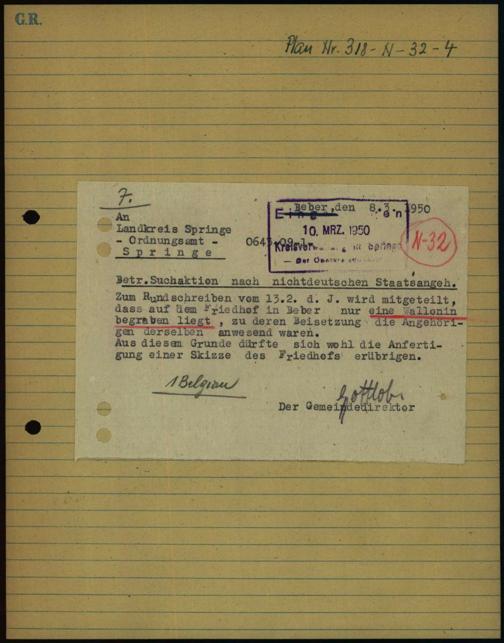 G.R.
Plan Nr. 318-N-32-4
7.
Beber,den 8.3.1950
An
Landkreis Springe
- Ordnungsamt -
Springe
10. MRZ. 1950
N-32
Betr.Suchaktion nach nichtdeutschen Staatsangeh.
Zum Rundschreiben vom 13.2. d. J. wird mitgeteilt,
dass auf dem Friedhof in Beber nur eine Wallonin
begraben liegt , zu deren Beisetzung die Angehöri-
gen derselben anwesend waren.
Aus diesem Grunde dürfte sich wohl die Anferti-
gung einer Skizze des Friedhofs erübrigen.
1 Belgian
Gottlob
Der Gemeindedirektor